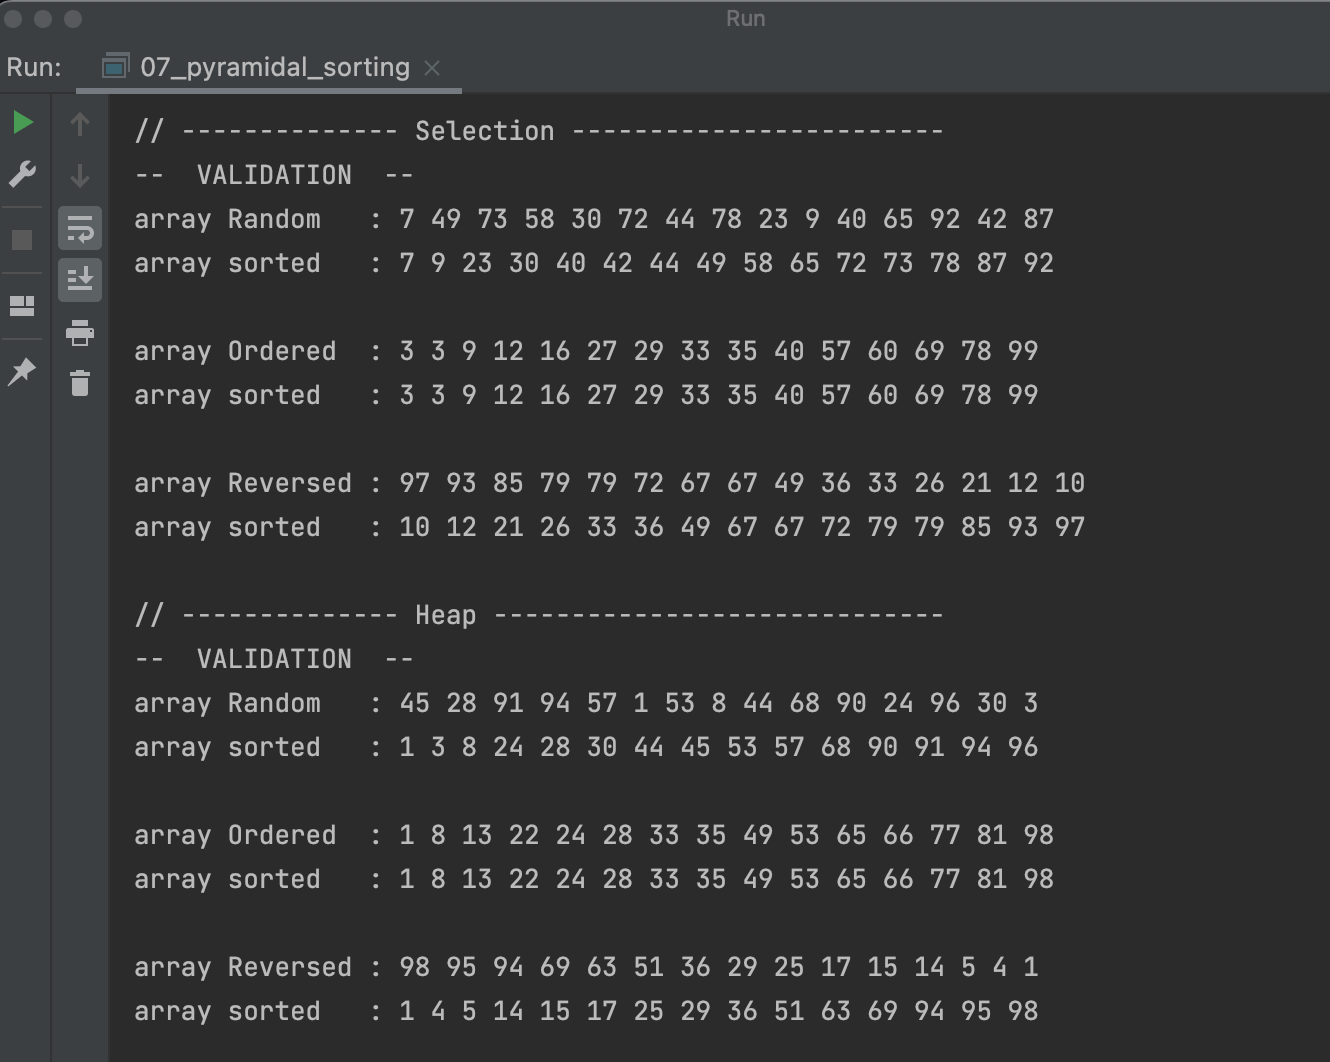 Run
Run: 07_pyramidal_sorting
// -------------- Selection ------------------------
--  VALIDATION  --
array Random   : 7 49 73 58 30 72 44 78 23 9 40 65 92 42 87
array sorted   : 7 9 23 30 40 42 44 49 58 65 72 73 78 87 92
array Ordered  : 3 3 9 12 16 27 29 33 35 40 57 60 69 78 99
array sorted   : 3 3 9 12 16 27 29 33 35 40 57 60 69 78 99
array Reversed : 97 93 85 79 79 72 67 67 49 36 33 26 21 12 10
array sorted   : 10 12 21 26 33 36 49 67 67 72 79 79 85 93 97
// -------------- Heap -----------------------------
--  VALIDATION  --
array Random   : 45 28 91 94 57 1 53 8 44 68 90 24 96 30 3
array sorted   : 1 3 8 24 28 30 44 45 53 57 68 90 91 94 96
array Ordered  : 1 8 13 22 24 28 33 35 49 53 65 66 77 81 98
array sorted   : 1 8 13 22 24 28 33 35 49 53 65 66 77 81 98
array Reversed : 98 95 94 69 63 51 36 29 25 17 15 14 5 4 1
array sorted   : 1 4 5 14 15 17 25 29 36 51 63 69 94 95 98